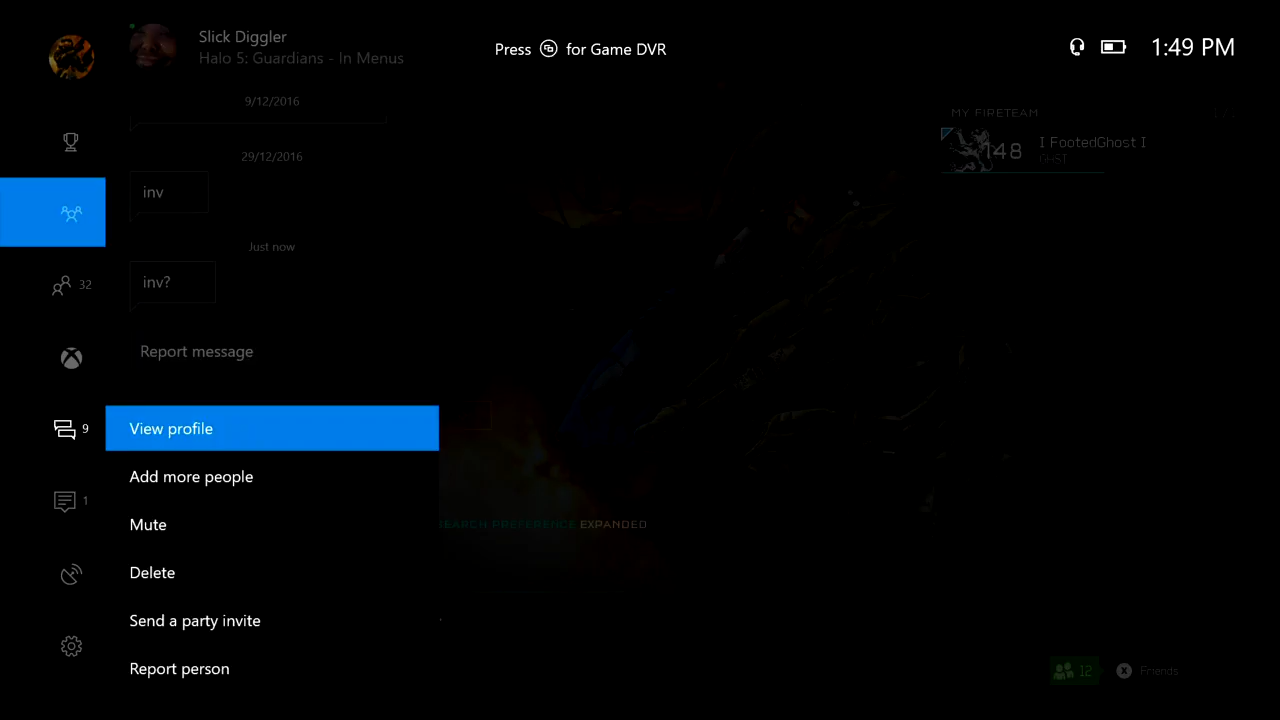 Slick Diggler
Halo 5: Guardians - In Menus
Press for Game DVR
1:49 PM
9/12/2016
29/12/2016
inv
Just now
inv?
Report message
View profile
Add more people
Mute
Delete
Send a party invite
Report person
32
9
1
MY FIRETEAM
148
I FootedGhost I
GHST
SEARCH PREFERENCE EXPANDED
12
X Friends